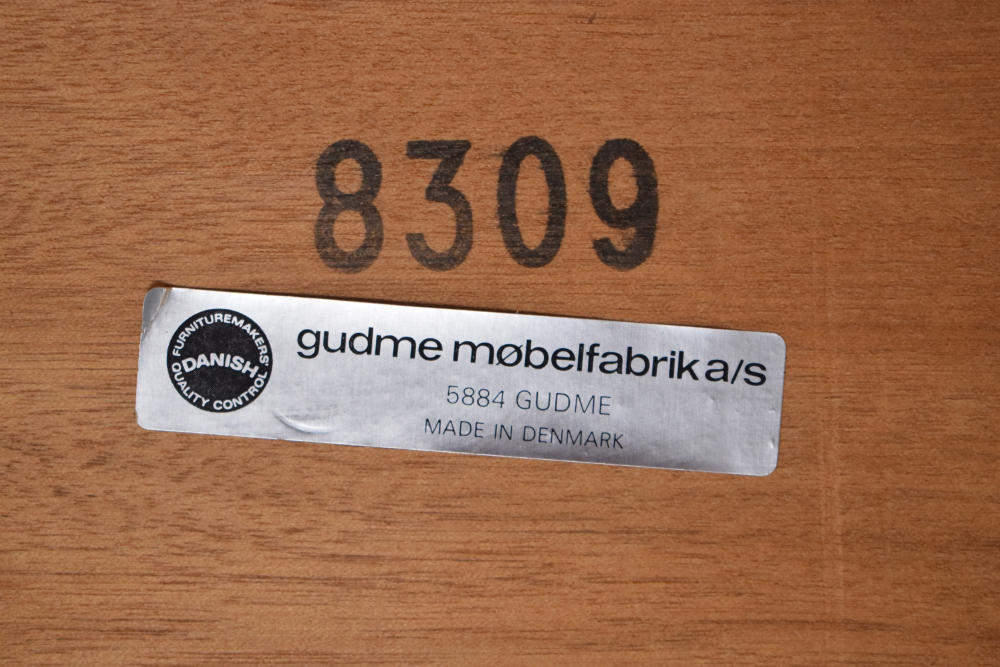 8309
FURNITUREMAKERS'
DANISH
QUALITY CONTROL
gudme møbelfabrik a/s
5884 GUDME
MADE IN DENMARK